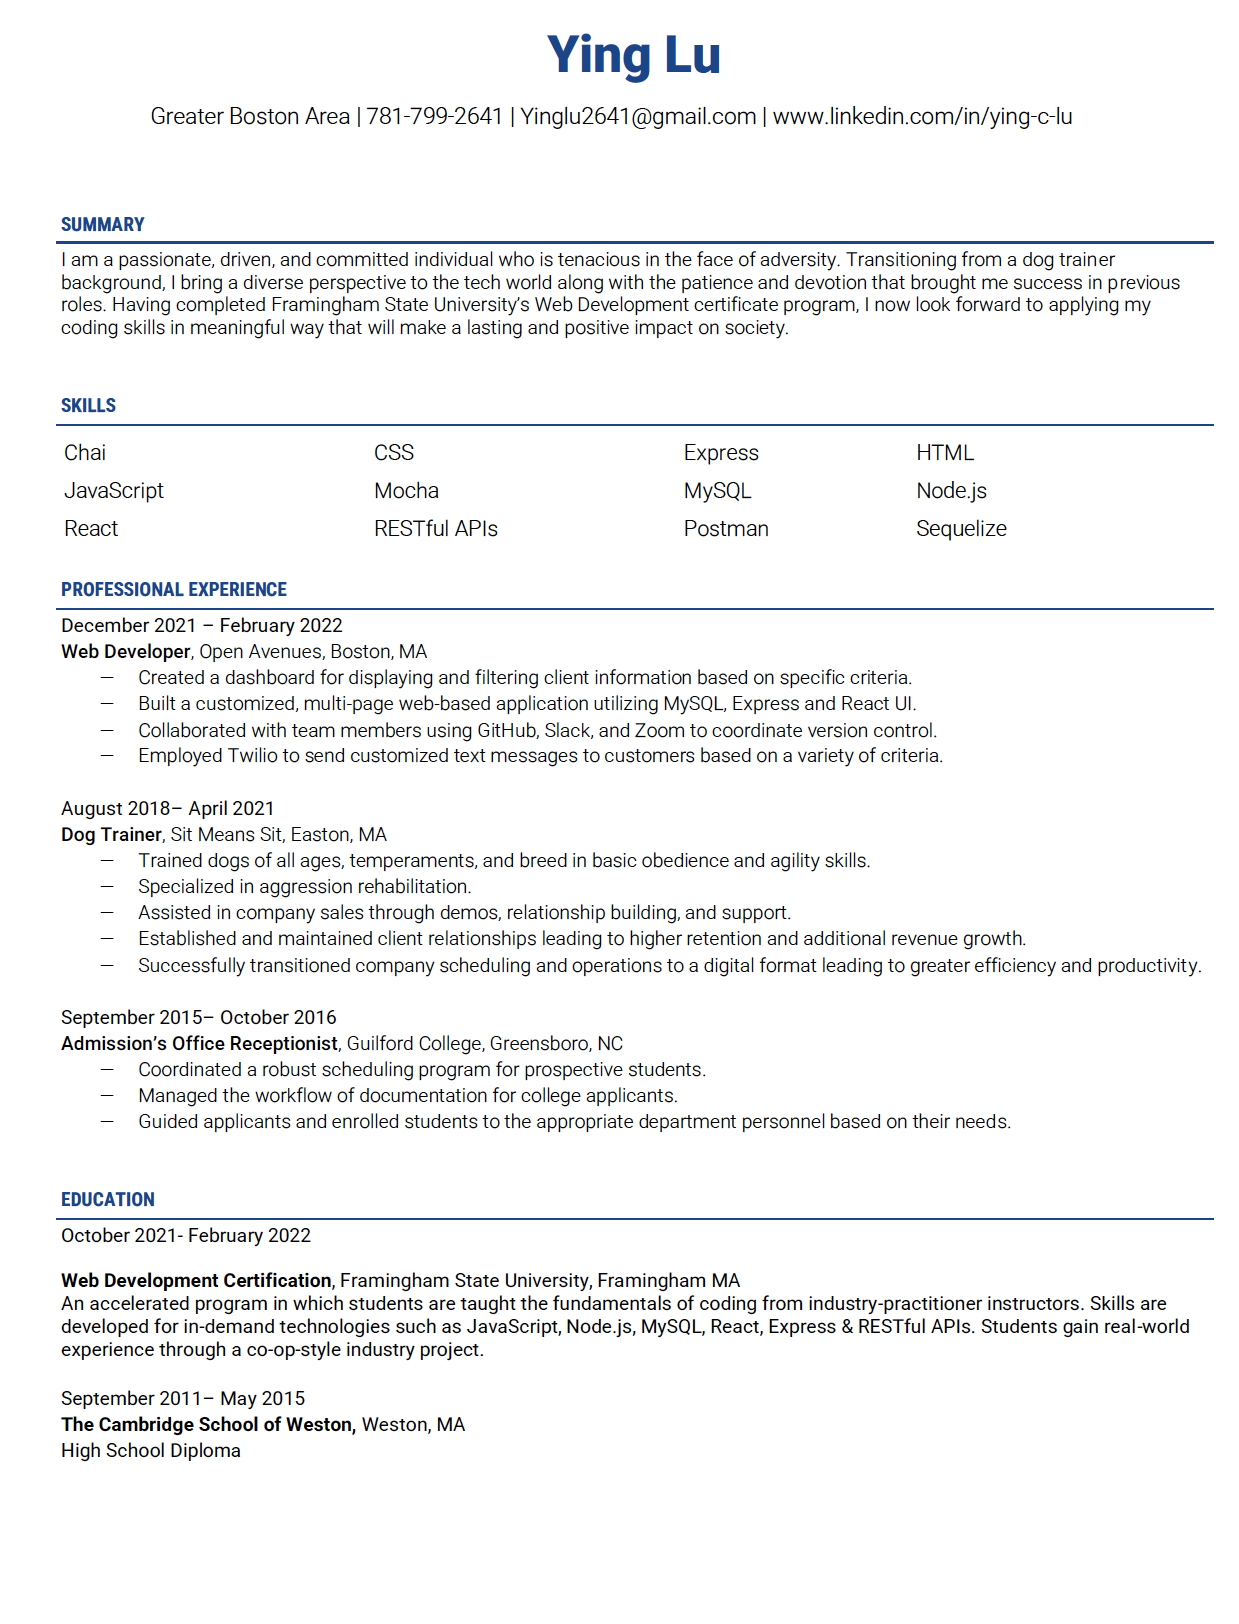 Ying Lu
Greater Boston Area | 781-799-2641 | Yinglu2641@gmail.com | www.linkedin.com/in/ying-c-lu
SUMMARY
I am a passionate, driven, and committed individual who is tenacious in the face of adversity. Transitioning from a dog trainer
background, I bring a diverse perspective to the tech world along with the patience and devotion that brought me success in previous
roles. Having completed Framingham State University's Web Development certificate program, I now look forward to applying my
coding skills in meaningful way that will make a lasting and positive impact on society.
SKILLS
Chai CSS Express HTML
JavaScript Mocha MySQL Node.js
React RESTful APIs Postman Sequelize
PROFESSIONAL EXPERIENCE
December 2021 – February 2022
Web Developer, Open Avenues, Boston, MA
— Created a dashboard for displaying and filtering client information based on specific criteria.
— Built a customized, multi-page web-based application utilizing MySQL, Express and React UI.
— Collaborated with team members using GitHub, Slack, and Zoom to coordinate version control.
— Employed Twilio to send customized text messages to customers based on a variety of criteria.
August 2018– April 2021
Dog Trainer, Sit Means Sit, Easton, MA
— Trained dogs of all ages, temperaments, and breed in basic obedience and agility skills.
— Specialized in aggression rehabilitation.
— Assisted in company sales through demos, relationship building, and support.
— Established and maintained client relationships leading to higher retention and additional revenue growth.
— Successfully transitioned company scheduling and operations to a digital format leading to greater efficiency and productivity.
September 2015– October 2016
Admission's Office Receptionist, Guilford College, Greensboro, NC
— Coordinated a robust scheduling program for prospective students.
— Managed the workflow of documentation for college applicants.
— Guided applicants and enrolled students to the appropriate department personnel based on their needs.
EDUCATION
October 2021- February 2022
Web Development Certification, Framingham State University, Framingham MA
An accelerated program in which students are taught the fundamentals of coding from industry-practitioner instructors. Skills are
developed for in-demand technologies such as JavaScript, Node.js, MySQL, React, Express & RESTful APIs. Students gain real-world
experience through a co-op-style industry project.
September 2011– May 2015
The Cambridge School of Weston, Weston, MA
High School Diploma